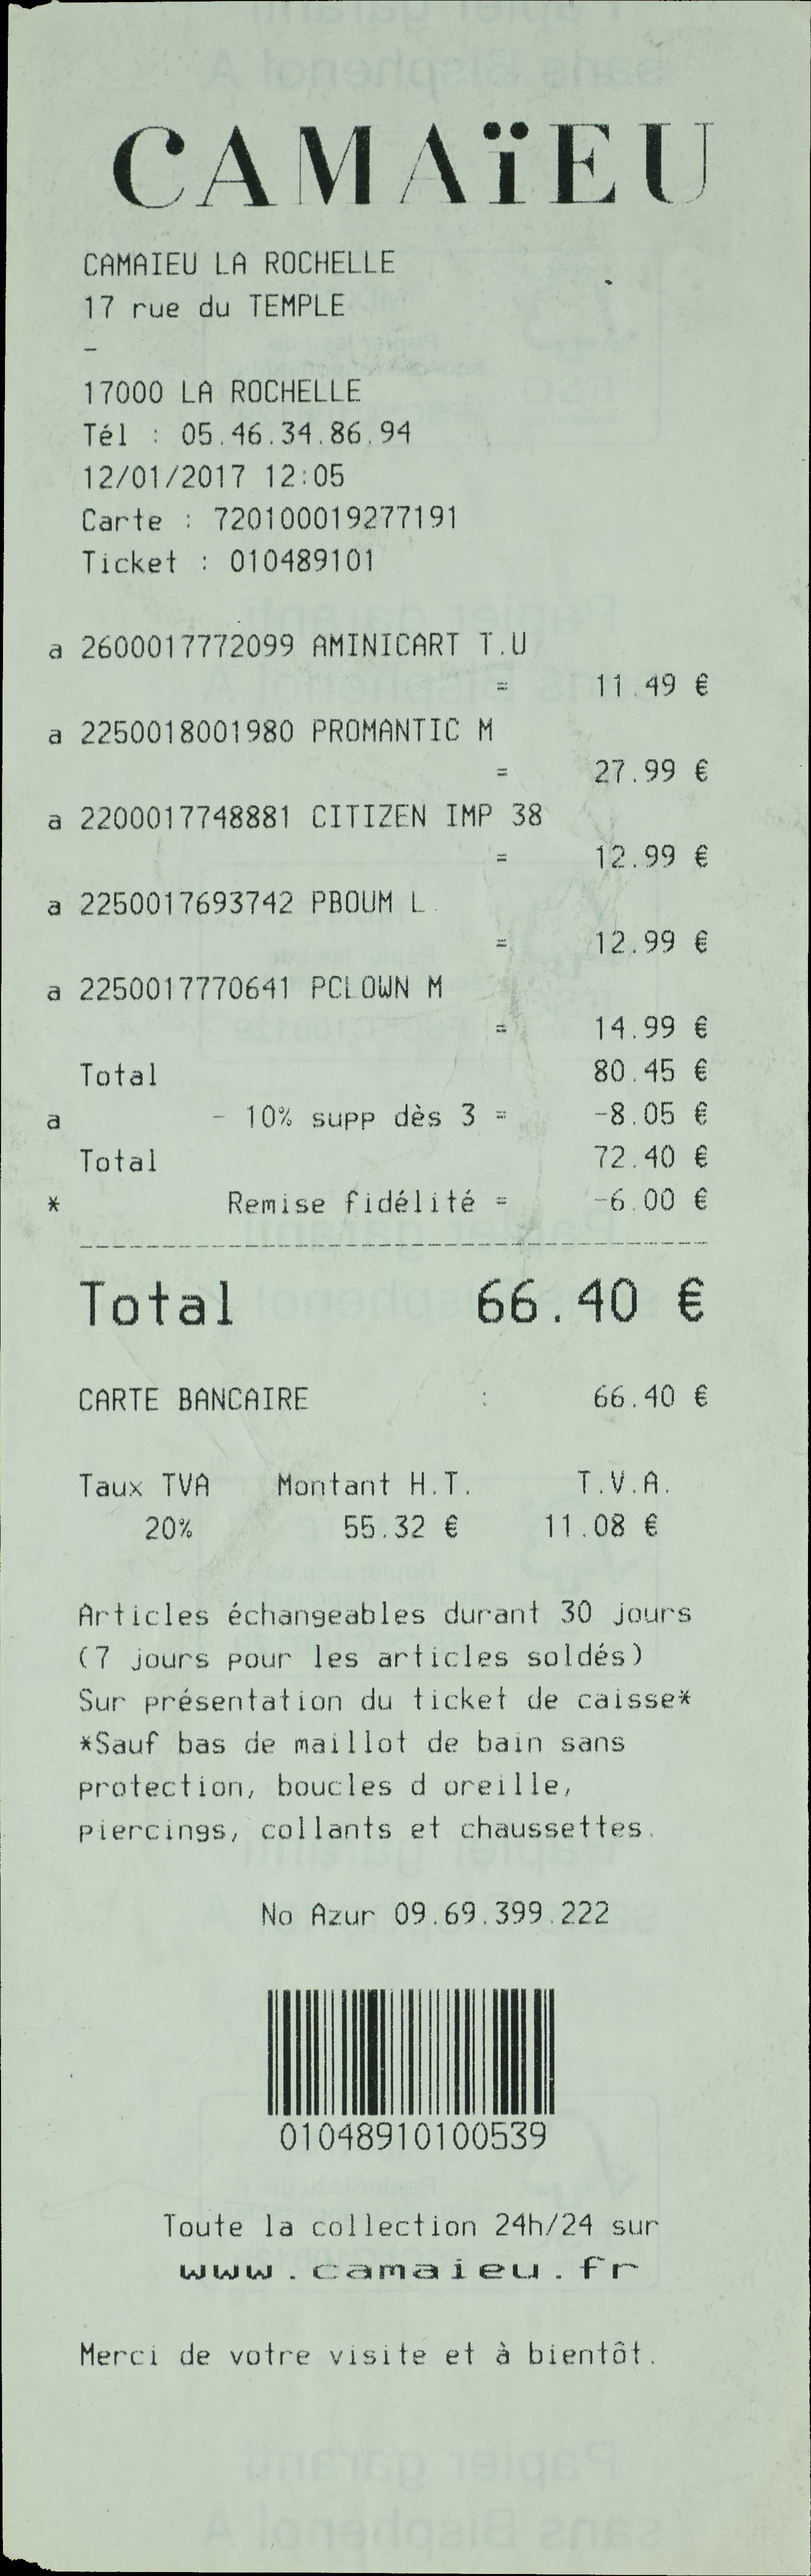 CAMAïEU
CAMAIEU LA ROCHELLE
17 rue du TEMPLE
-
17000 LA ROCHELLE
Tél : 05.46.34.86.94
12/01/2017 12:05
Carte : 720100019277191
Ticket : 010489101
a 2600017772099 AMINICART T.U
= 11.49 €
a 2250018001980 PROMANTIC M
= 27.99 €
a 2200017748881 CITIZEN IMP 38
= 12.99 €
a 2250017693742 PBOUM L
= 12.99 €
a 2250017770641 PCLOWN M
= 14.99 €
Total 80.45 €
a - 10% supp dès 3 = -8.05 €
Total 72.40 €
* Remise fidélité = -6.00 €
Total 66.40 €
CARTE BANCAIRE : 66.40 €
Taux TVA Montant H.T. T.V.A.
20% 55.32 € 11.08 €
Articles échangeables durant 30 jours
(7 jours pour les articles soldés)
Sur présentation du ticket de caisse*
*Sauf bas de maillot de bain sans
protection, boucles d oreille,
piercings, collants et chaussettes.
No Azur 09.69.399.222
01048910100539
Toute la collection 24h/24 sur
www.camaieu.fr
Merci de votre visite et à bientôt.